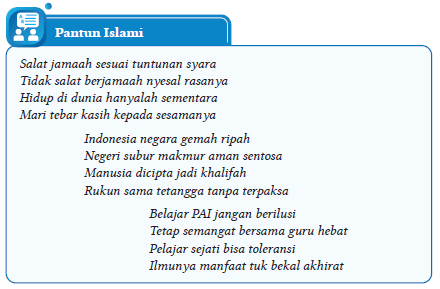 Pantun Islami
Salat jamaah sesuai tuntunan syara
Tidak salat berjamaah nyesal rasanya
Hidup di dunia hanyalah sementara
Mari tebar kasih kepada sesamanya
Indonesia negara gemah ripah
Negeri subur makmur aman sentosa
Manusia dicipta jadi khalifah
Rukun sama tetangga tanpa terpaksa
Belajar PAI jangan berilusi
Tetap semangat bersama guru hebat
Pelajar sejati bisa toleransi
Ilmunya manfaat tuk bekal akhirat